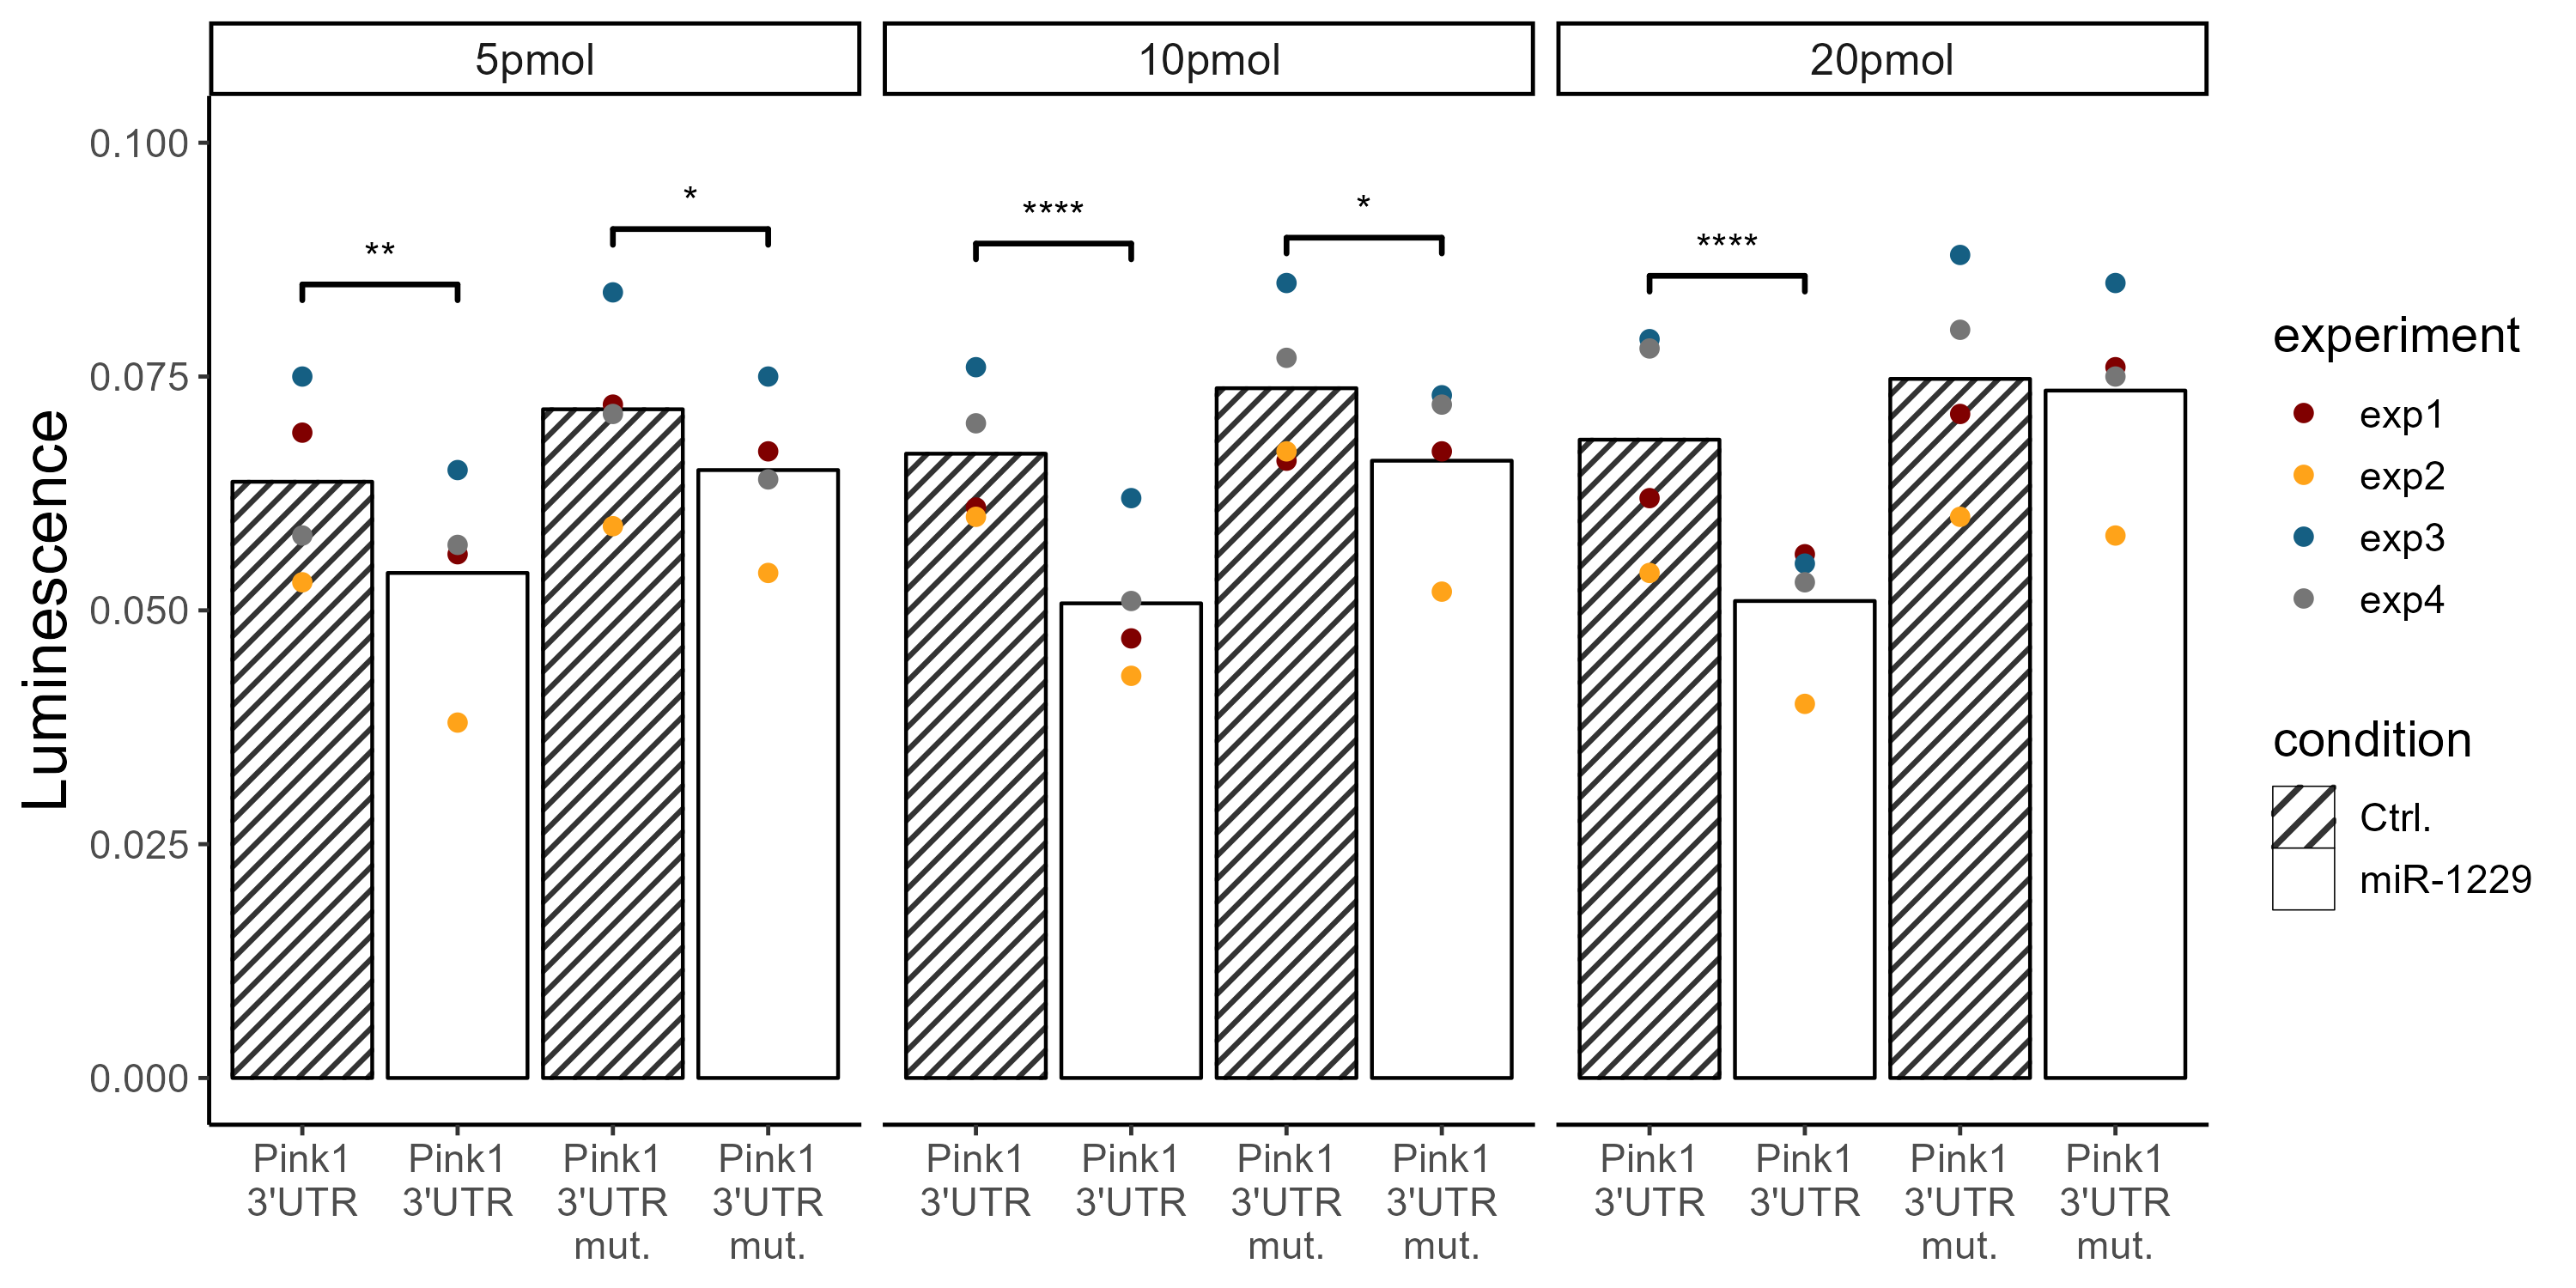 5pmol
10pmol
20pmol
Luminescence
0.100
0.075
0.050
0.025
0.000
**
*
****
*
****
Pink1
3'UTR
Pink1
3'UTR
Pink1
3'UTR
mut.
Pink1
3'UTR
mut.
Pink1
3'UTR
Pink1
3'UTR
Pink1
3'UTR
mut.
Pink1
3'UTR
mut.
Pink1
3'UTR
Pink1
3'UTR
Pink1
3'UTR
mut.
Pink1
3'UTR
mut.
experiment
exp1
exp2
exp3
exp4
condition
Ctrl.
miR-1229